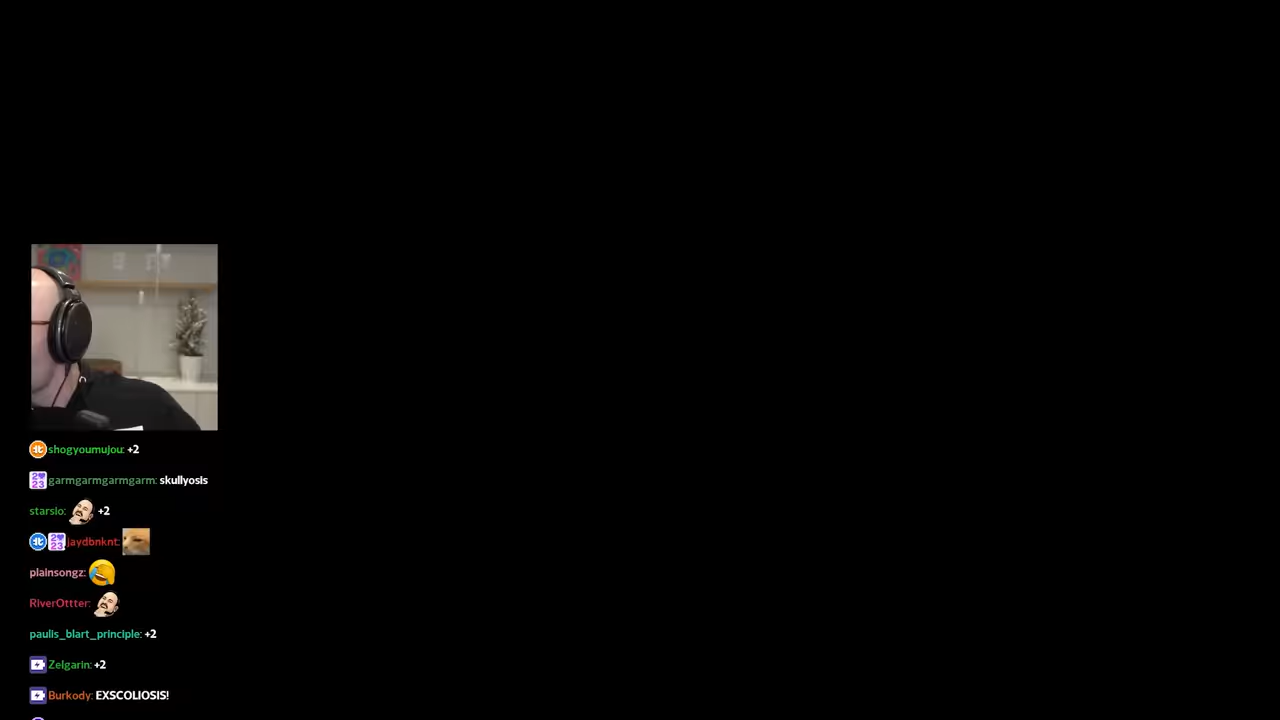 shogyoumujou: +2
garmgarmgarmgarm: skullyosis
starsio: +2
jaydbnknt:
plainsongz:
RiverOttter:
paulis_blart_principle: +2
Zelgarin: +2
Burkody: EXSCOLIOSIS!